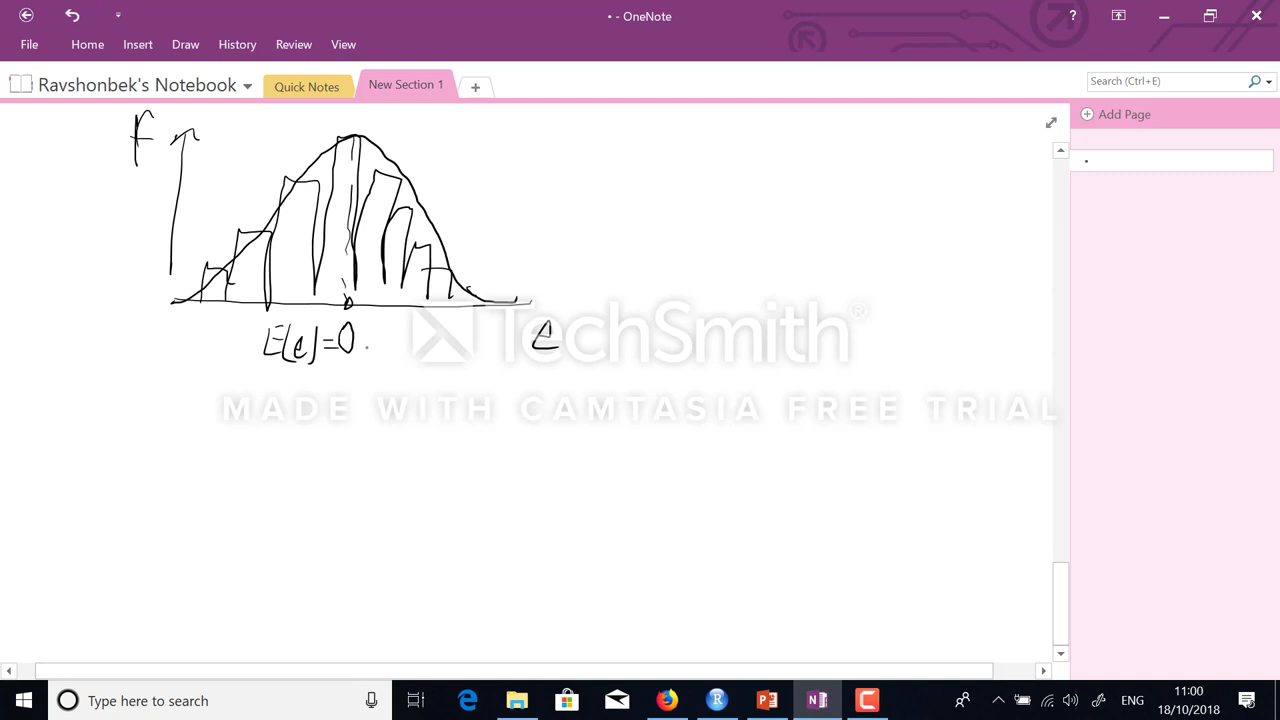 • - OneNote
?
File Home Insert Draw History Review View
Ravshonbek's Notebook Quick Notes New Section 1 +
Search (Ctrl+E)
Add Page
•
F
E(e)=0
e
TechSmith®
MADE WITH CAMTASIA FREE TRIAL
Type here to search
ENG
11:00
18/10/2018